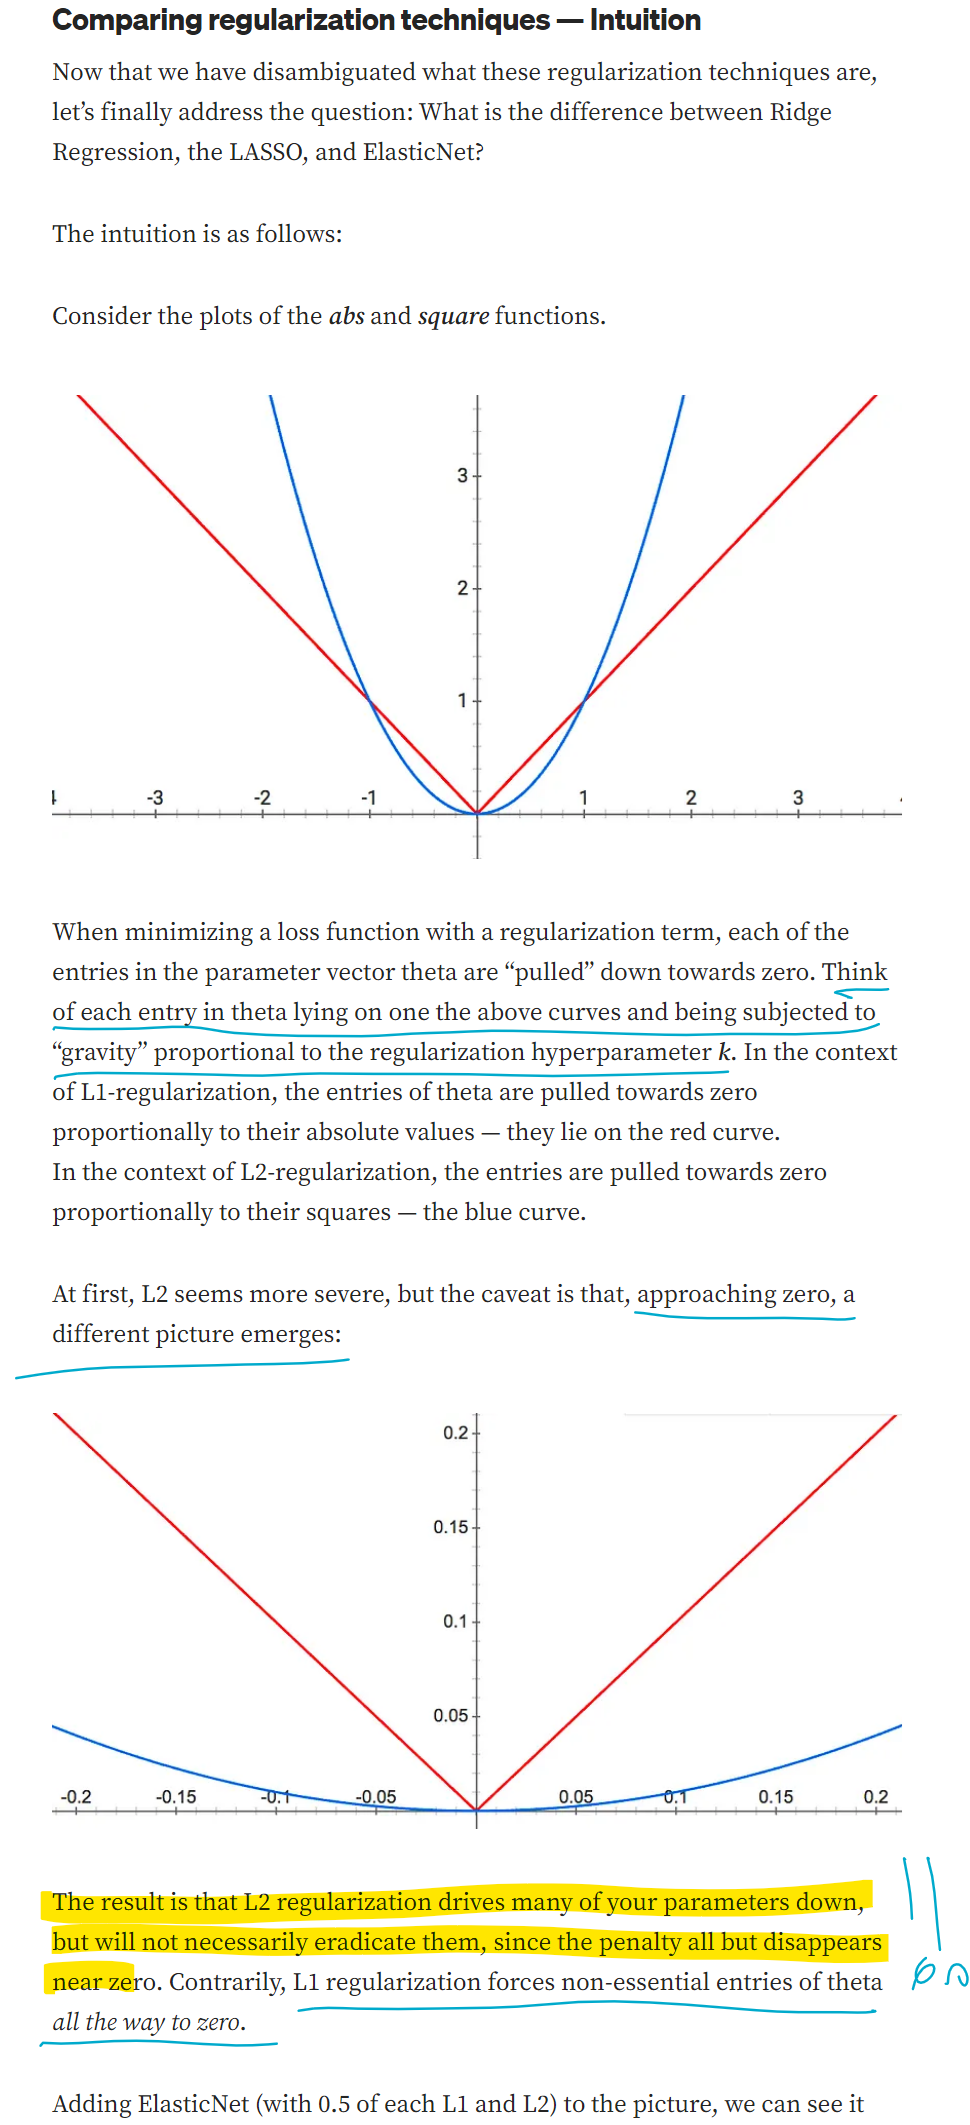 Comparing regularization techniques — Intuition
Now that we have disambiguated what these regularization techniques are,
let’s finally address the question: What is the difference between Ridge
Regression, the LASSO, and ElasticNet?
The intuition is as follows:
Consider the plots of the abs and square functions.
3
2
1
-3 -2 -1 1 2 3
When minimizing a loss function with a regularization term, each of the
entries in the parameter vector theta are “pulled” down towards zero. Think
of each entry in theta lying on one the above curves and being subjected to
“gravity” proportional to the regularization hyperparameter k. In the context
of L1-regularization, the entries of theta are pulled towards zero
proportionally to their absolute values — they lie on the red curve.
In the context of L2-regularization, the entries are pulled towards zero
proportionally to their squares — the blue curve.
At first, L2 seems more severe, but the caveat is that, approaching zero, a
different picture emerges:
0.2
0.15
0.1
0.05
-0.2 -0.15 -0.1 -0.05 0.05 0.1 0.15 0.2
The result is that L2 regularization drives many of your parameters down,
but will not necessarily eradicate them, since the penalty all but disappears
near zero. Contrarily, L1 regularization forces non-essential entries of theta
all the way to zero.
Adding ElasticNet (with 0.5 of each L1 and L2) to the picture, we can see it